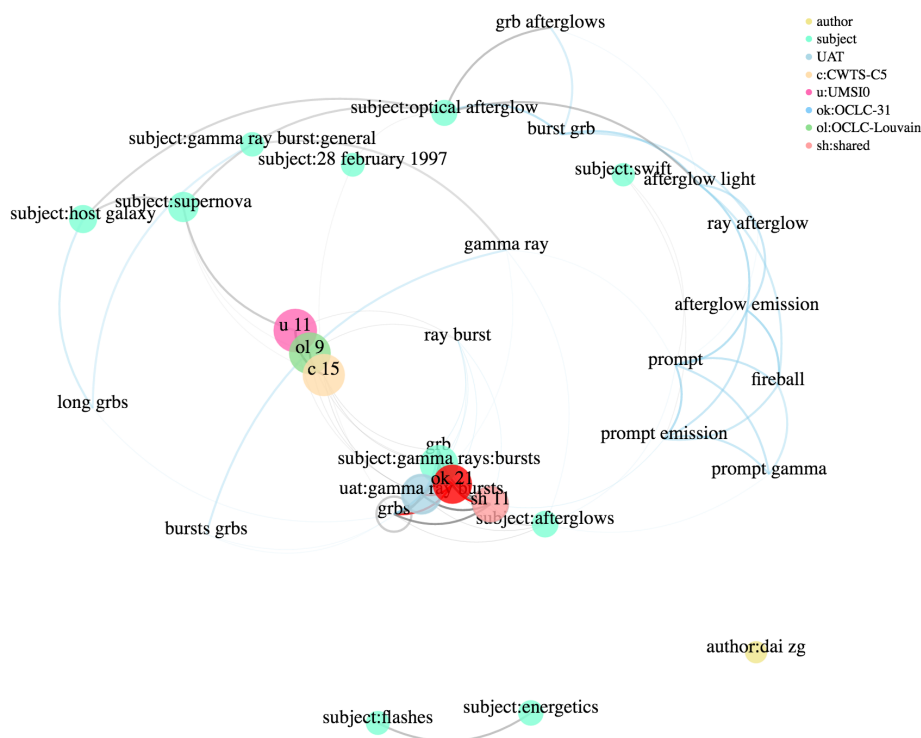 grb afterglows
author
subject
UAT
c:CWTS-C5
u:UMSI0
ok:OCLC-31
ol:OCLC-Louvain
sh:shared
subject:optical afterglow
burst grb
subject:gamma ray burst:general
subject:28 february 1997
subject:swift
afterglow light
subject:host galaxy
subject:supernova
ray afterglow
gamma ray
afterglow emission
u 11
ol 9
c 15
ray burst
prompt
fireball
long grbs
prompt emission
grb
subject:gamma rays:bursts
prompt gamma
ok 21
uat:gamma ray bursts
sh 11
grbs
subject:afterglows
bursts grbs
author:dai zg
subject:energetics
subject:flashes